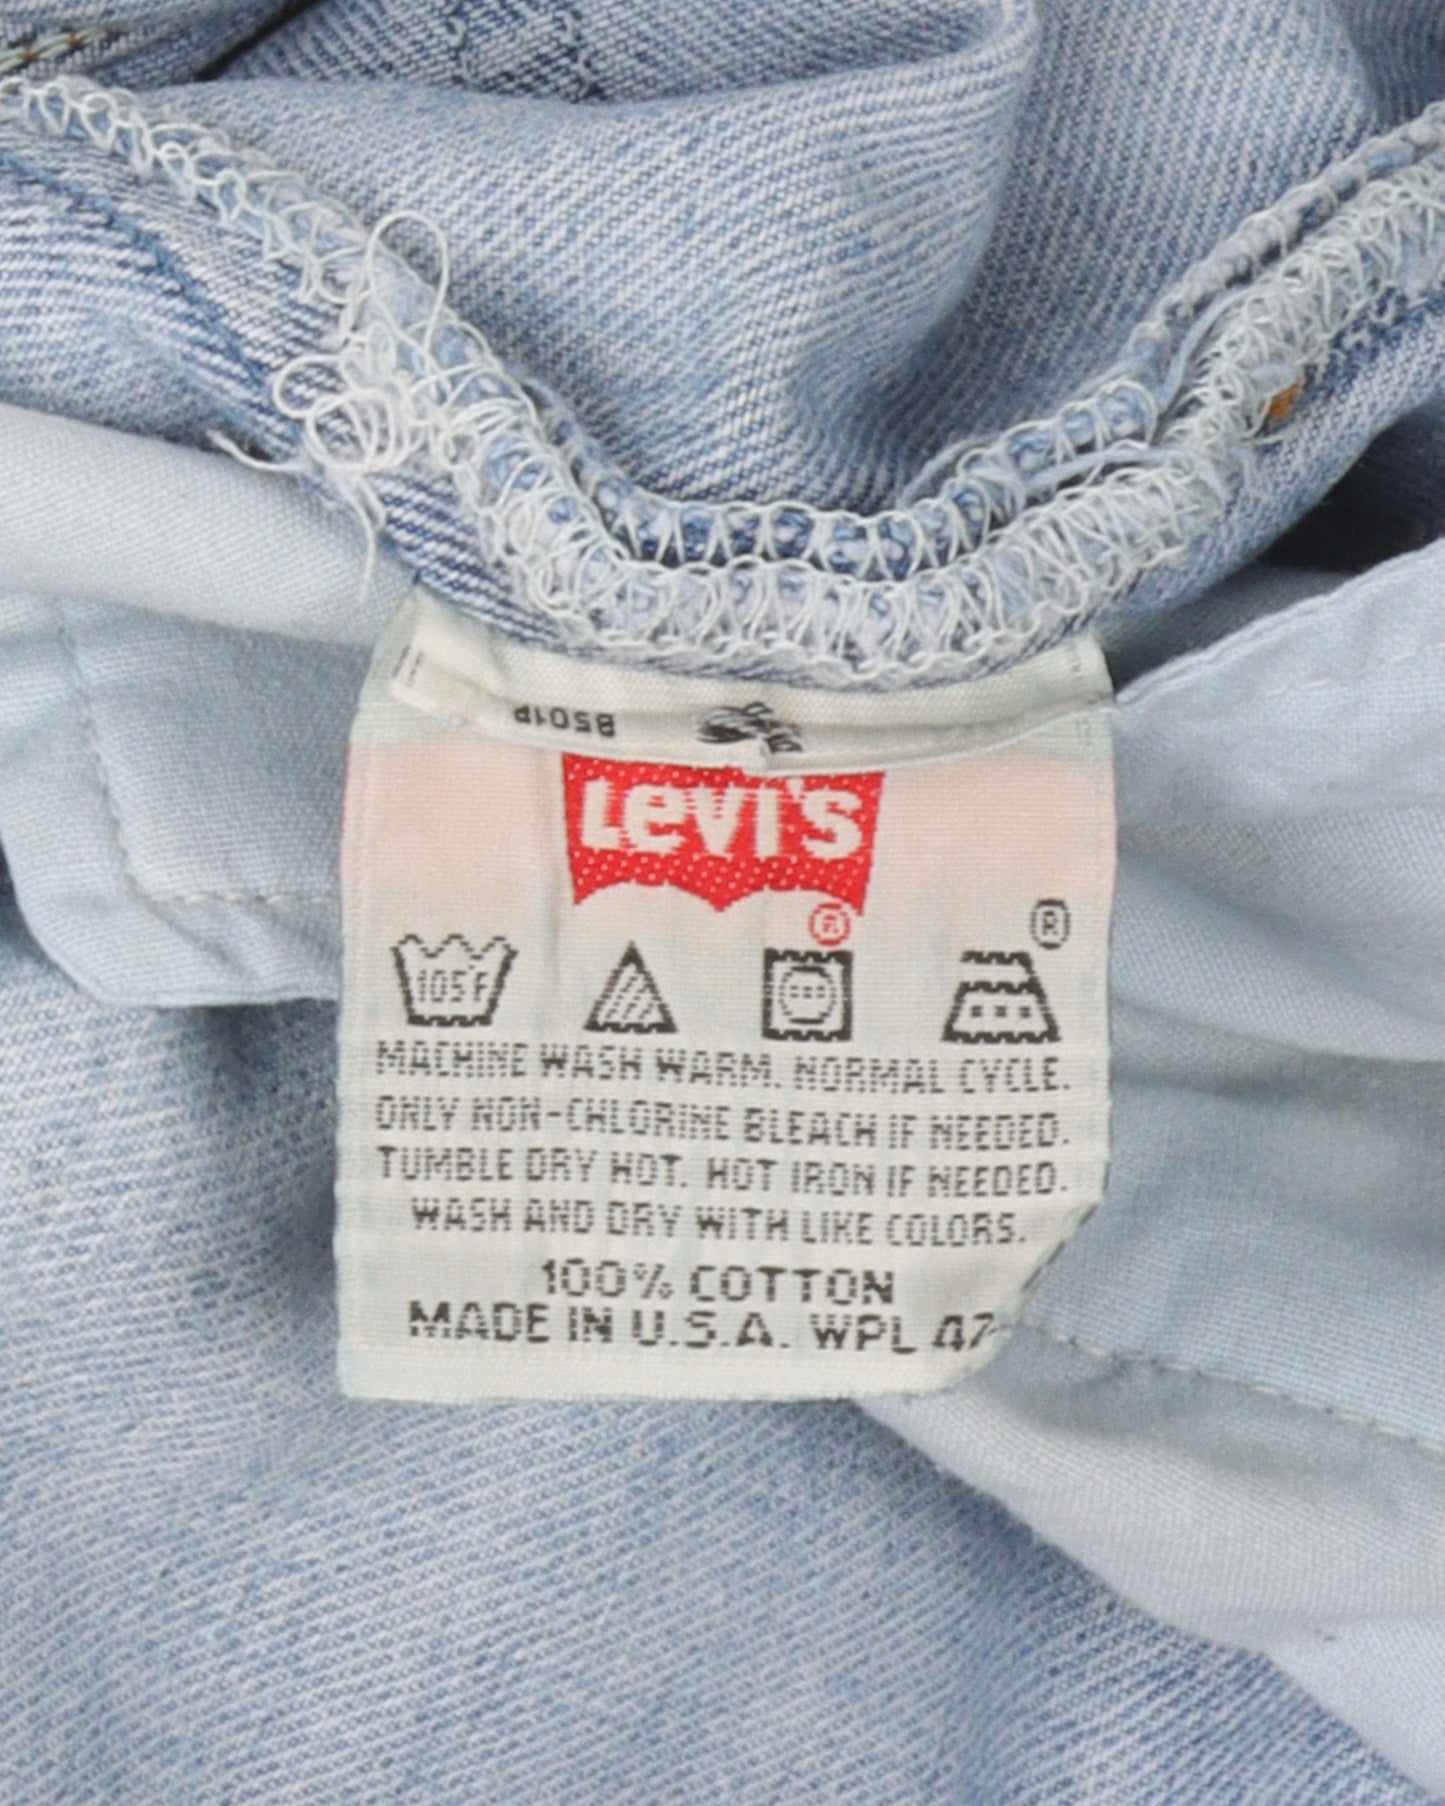 8501P
Levi's
®
®
105°F
MACHINE WASH WARM. NORMAL CYCLE.
ONLY NON-CHLORINE BLEACH IF NEEDED.
TUMBLE DRY HOT. HOT IRON IF NEEDED.
WASH AND DRY WITH LIKE COLORS.
100% COTTON
MADE IN U.S.A. WPL 47